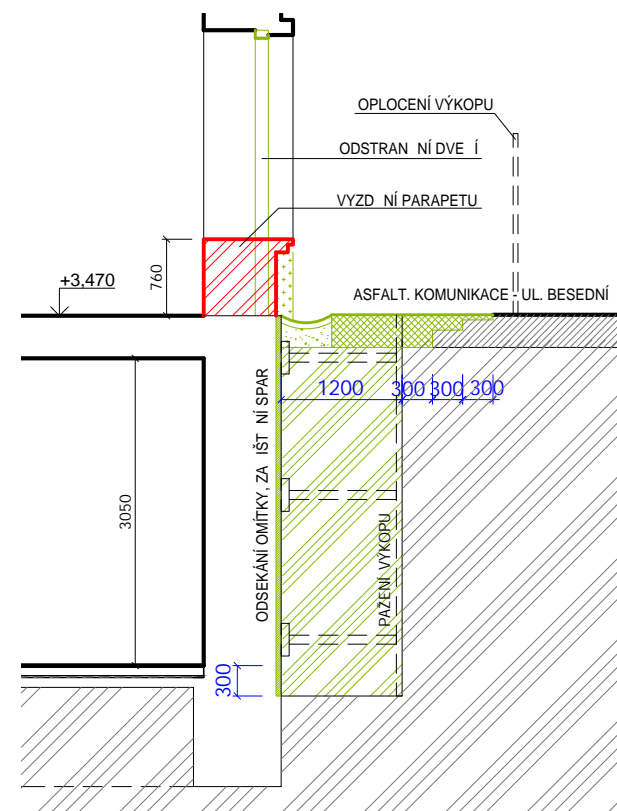 OPLOCENÍ VÝKOPU
ODSTRAN NÍ DVE Í
VYZD NÍ PARAPETU
760
+3,470
ASFALT. KOMUNIKACE - UL. BESEDNÍ
1200
300
300
300
ODSEKÁNÍ OMÍTKY, ZA IŠT NÍ SPAR
3050
PAŽENÍ VÝKOPU
300